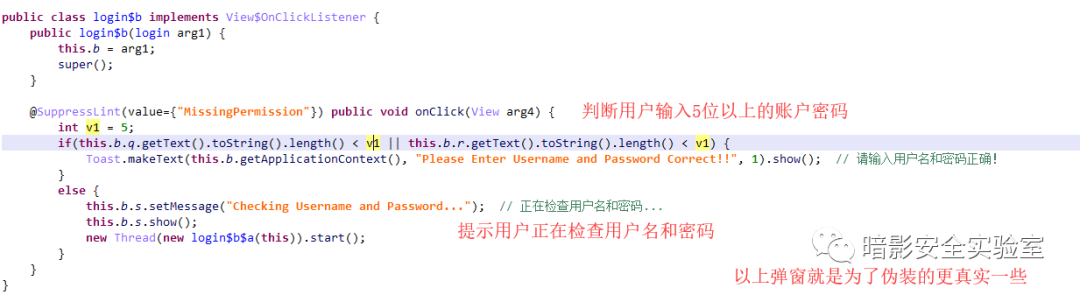 public class login$b implements View$OnClickListener {
public login$b(login arg1) {
this.b = arg1;
super();
}
@SuppressLint(value={"MissingPermission"}) public void onClick(View arg4) { 判断用户输入5位以上的账户密码
int v1 = 5;
if(this.b.q.getText().toString().length() < v1 || this.b.r.getText().toString().length() < v1) {
Toast.makeText(this.b.getApplicationContext(), "Please Enter Username and Password Correct!!", 1).show(); // 请输入用户名和密码正确!
}
else {
this.b.s.setMessage("Checking Username and Password..."); // 正在检查用户名和密码...
this.b.s.show();
提示用户正在检查用户名和密码
new Thread(new login$b$a(this)).start();
}
}
}
暗影安全实验室
以上弹窗就是为了伪装的更真实一些